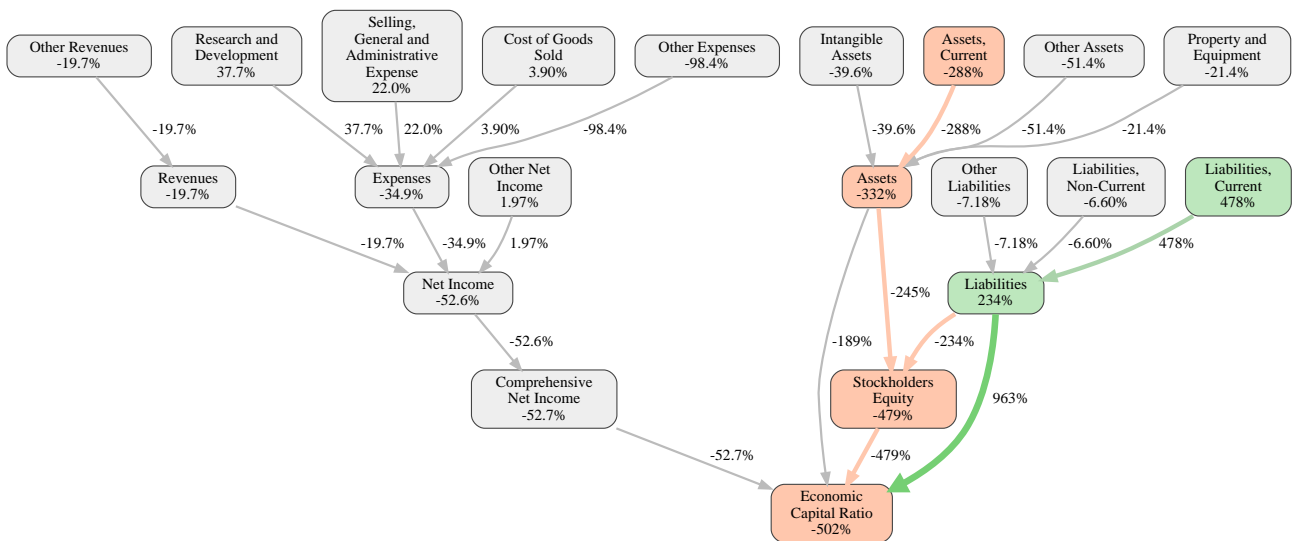 Other Revenues
-19.7%
Research and
Development
37.7%
Selling,
General and
Administrative
Expense
22.0%
Cost of Goods
Sold
3.90%
Other Expenses
-98.4%
Intangible
Assets
-39.6%
Assets,
Current
-288%
Other Assets
-51.4%
Property and
Equipment
-21.4%
-19.7%
37.7%
22.0%
3.90%
-98.4%
-39.6%
-288%
-51.4%
-21.4%
Revenues
-19.7%
Expenses
-34.9%
Other Net
Income
1.97%
Assets
-332%
Other
Liabilities
-7.18%
Liabilities,
Non-Current
-6.60%
Liabilities,
Current
478%
-19.7%
-34.9%
1.97%
-7.18%
-6.60%
478%
Net Income
-52.6%
Liabilities
234%
-245%
-52.6%
-189%
-234%
Comprehensive
Net Income
-52.7%
Stockholders
Equity
-479%
963%
-52.7%
-479%
Economic
Capital Ratio
-502%